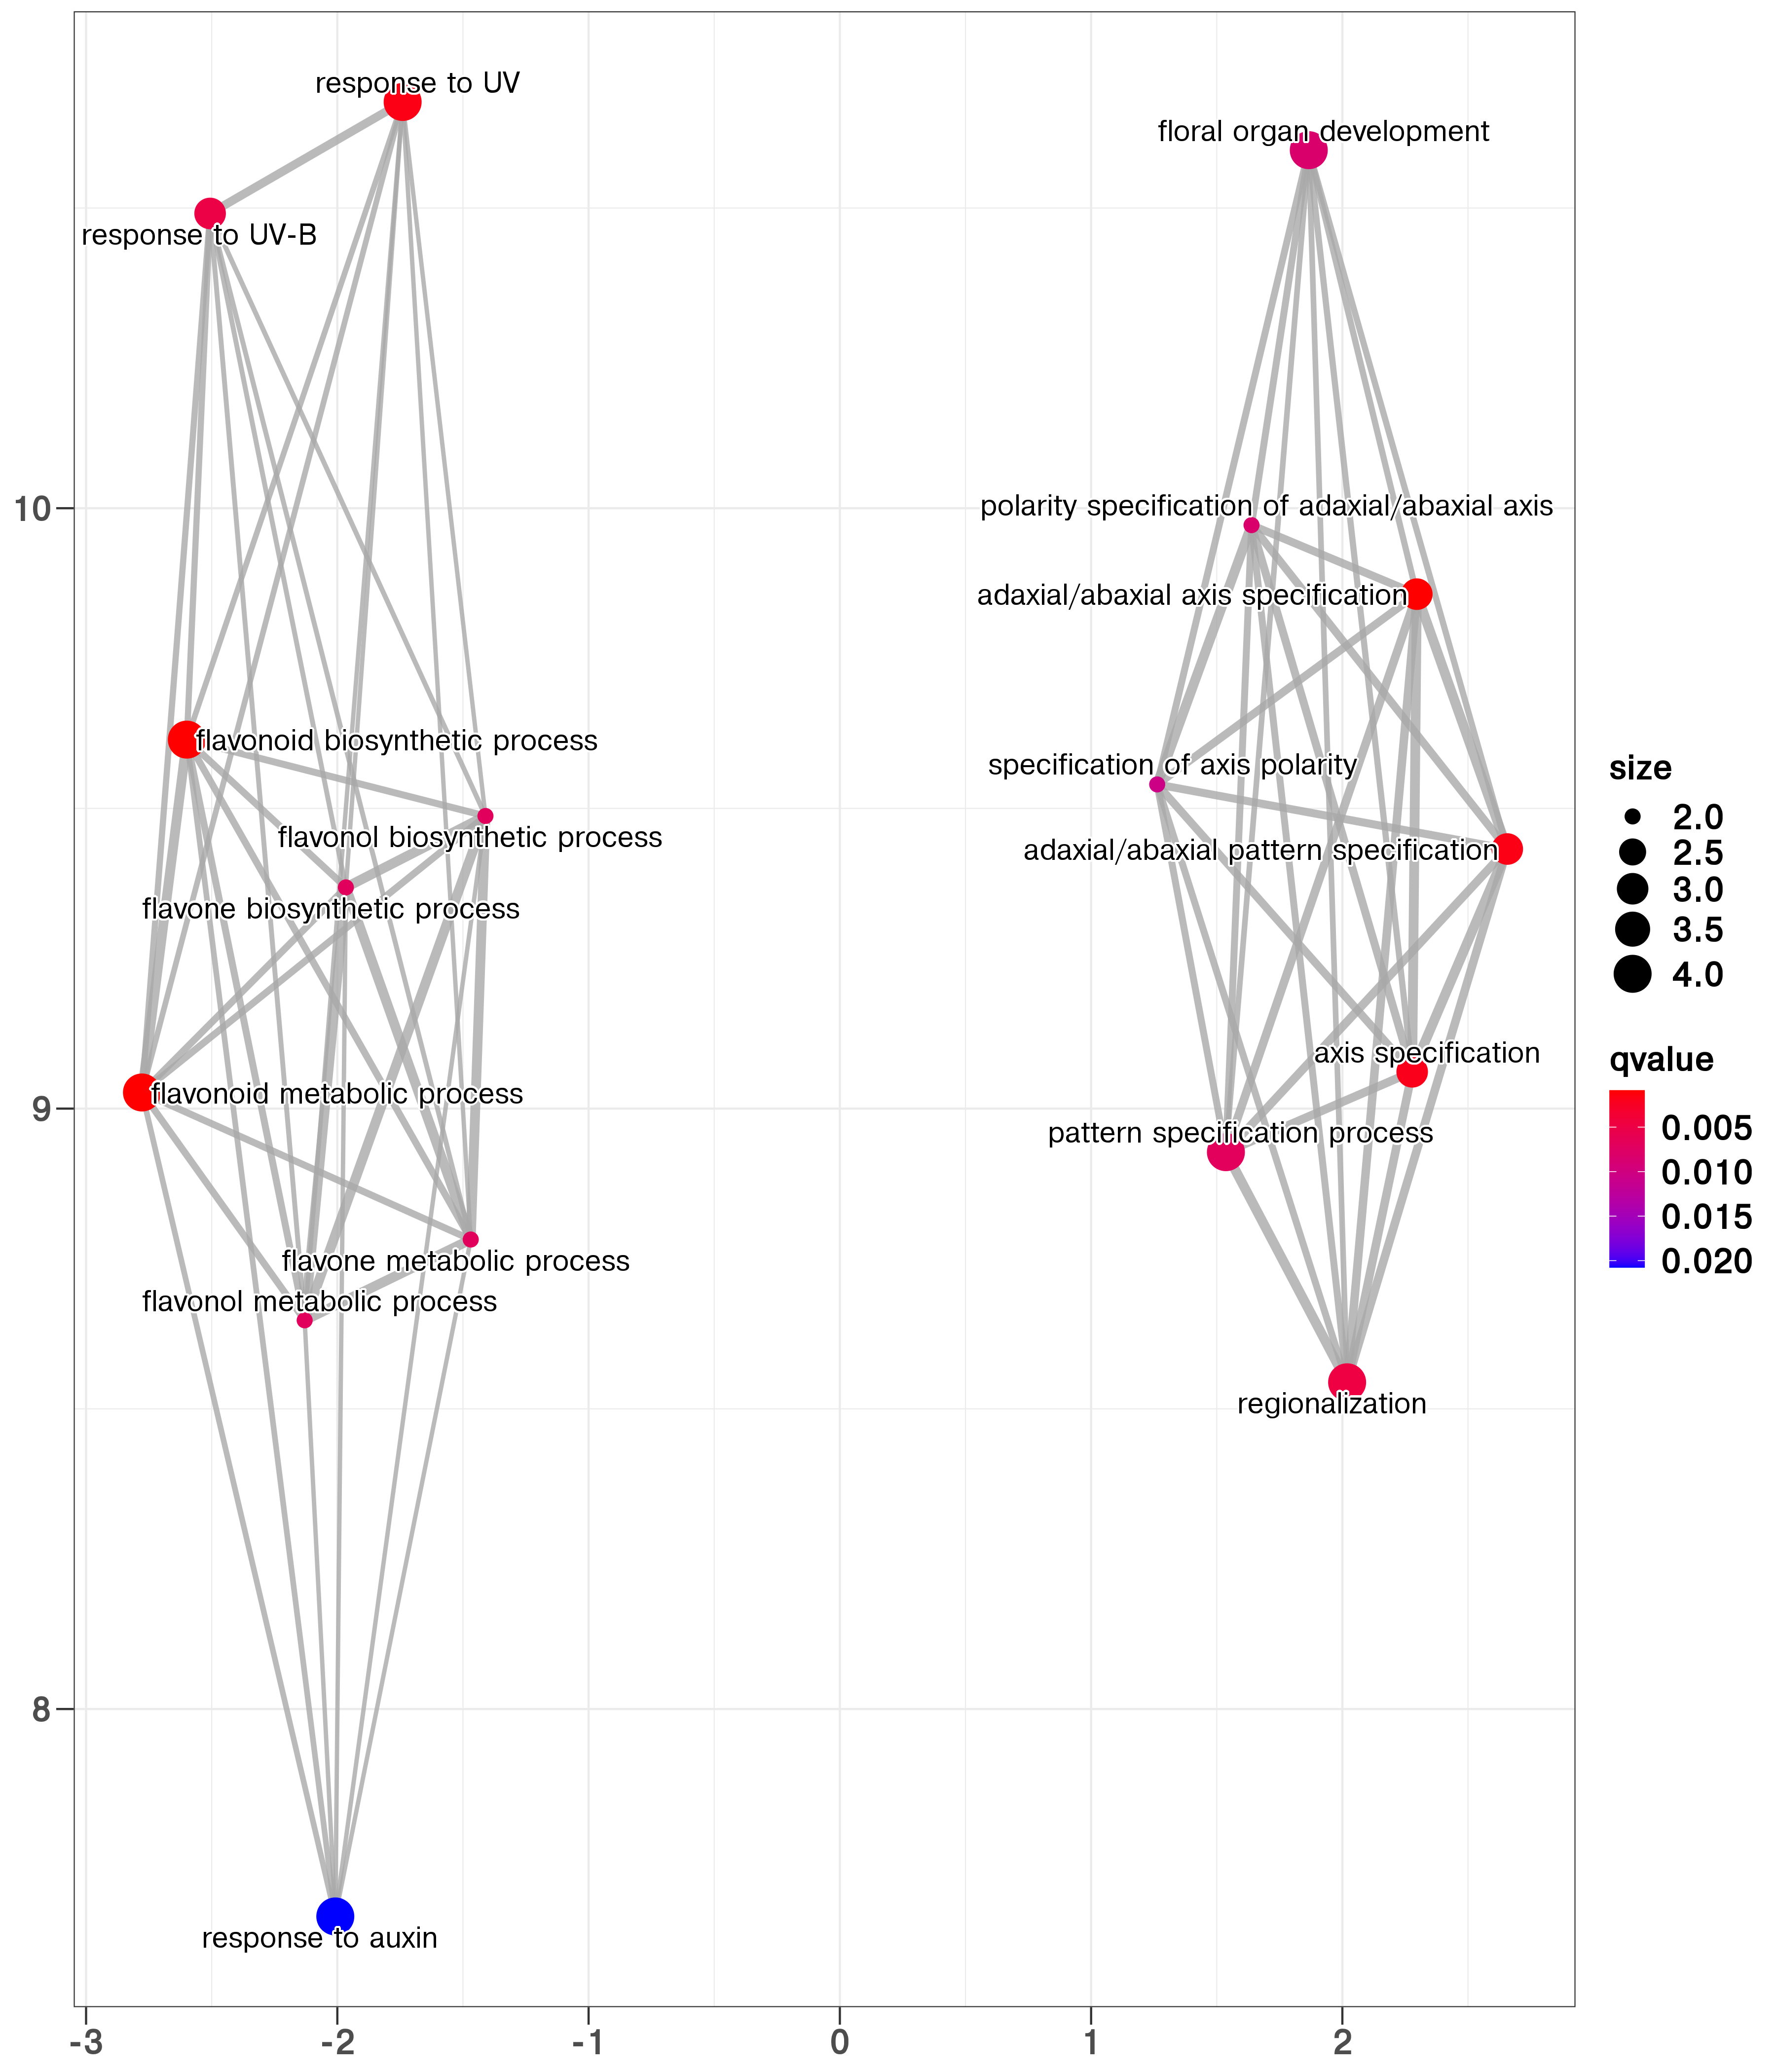 response to UV
floral organ development
response to UV-B
10
polarity specification of adaxial/abaxial axis
adaxial/abaxial axis specification
flavonoid biosynthetic process
specification of axis polarity
flavonol biosynthetic process
adaxial/abaxial pattern specification
flavone biosynthetic process
axis specification
9
flavonoid metabolic process
pattern specification process
flavone metabolic process
flavonol metabolic process
regionalization
8
response to auxin
-3 -2 -1 0 1 2
size
2.0
2.5
3.0
3.5
4.0
qvalue
0.005
0.010
0.015
0.020